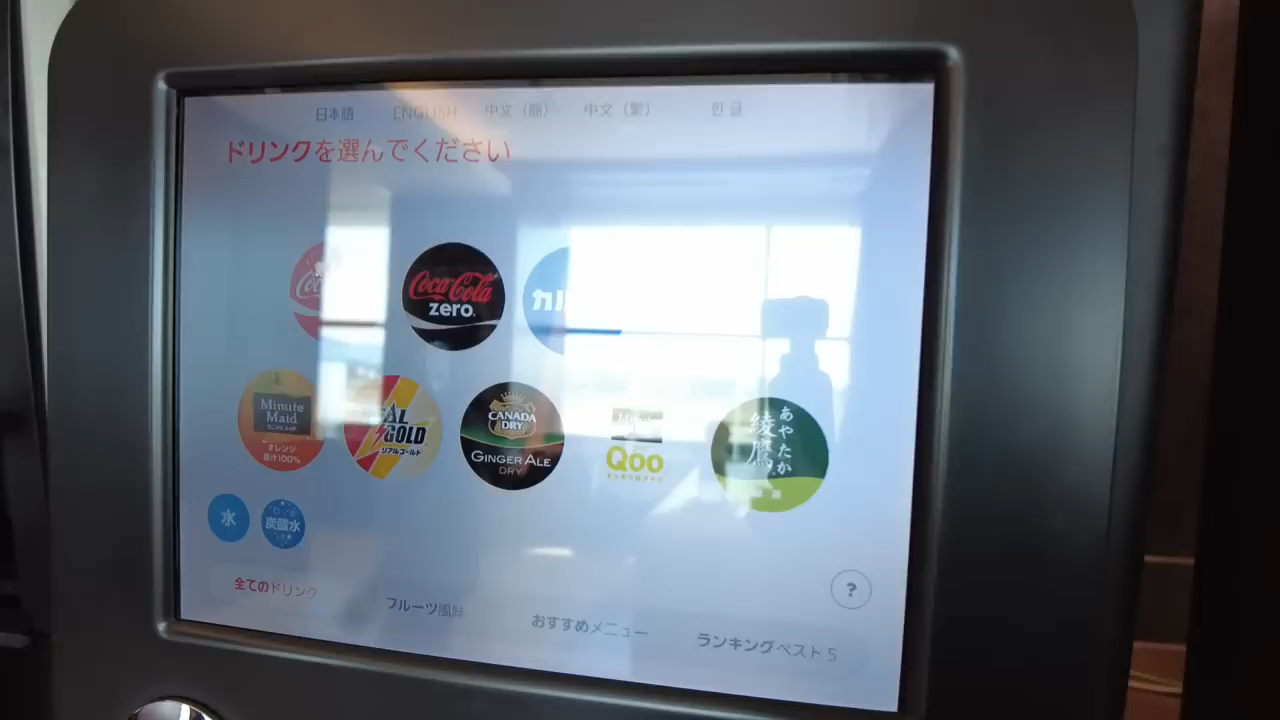 日本語 ENGLISH 中文（簡） 中文（繁） 한글
ドリンクを選んでください
Coca-Cola
zero.
カル
Minute
Maid
オレンジ
果汁100%
AL
GOLD
リアルゴールド
CANADA
DRY
GINGER ALE
DRY
Minute
Qoo
あやたか
綾鷹
水
炭酸水
?
全てのドリンク
フルーツ風味
おすすめメニュー
ランキングベスト 5